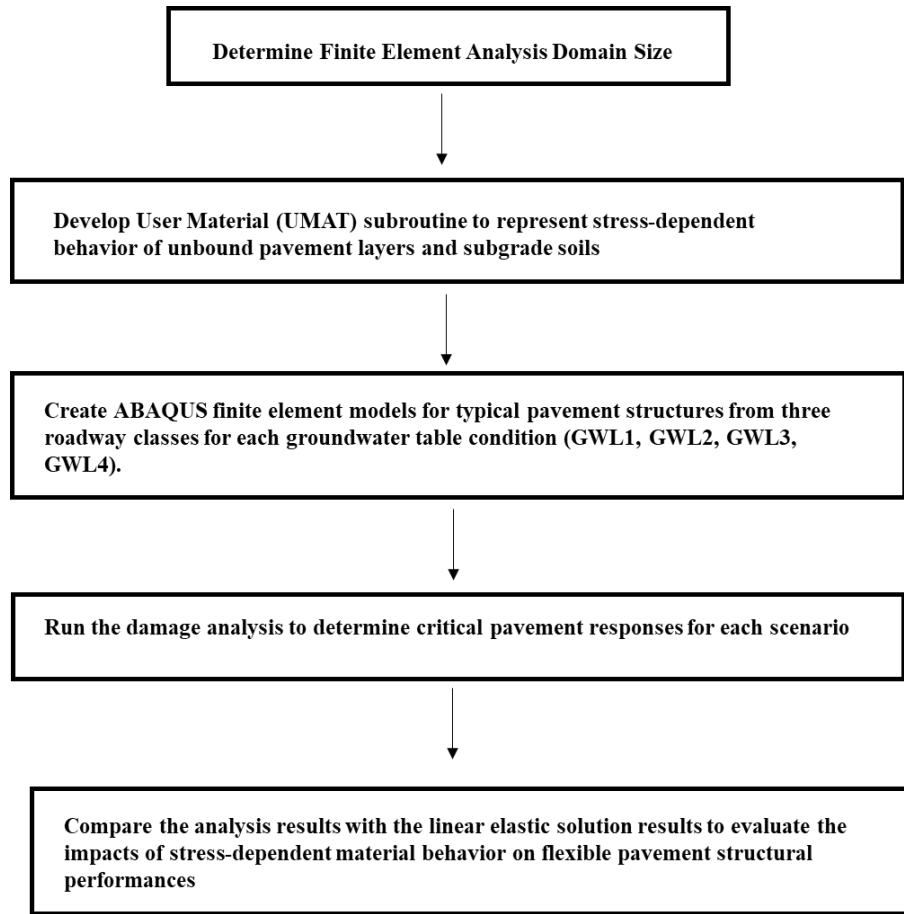 Determine Finite Element Analysis Domain Size
Develop User Material (UMAT) subroutine to represent stress-dependent
behavior of unbound pavement layers and subgrade soils
Create ABAQUS finite element models for typical pavement structures from three
roadway classes for each groundwater table condition (GWL1, GWL2, GWL3,
GWL4).
Run the damage analysis to determine critical pavement responses for each scenario
Compare the analysis results with the linear elastic solution results to evaluate the
impacts of stress-dependent material behavior on flexible pavement structural
performances